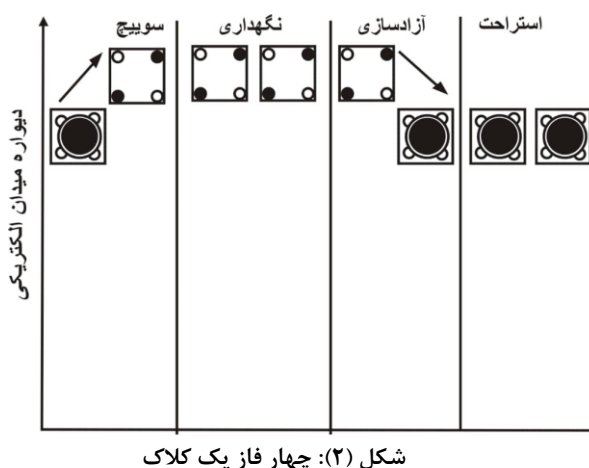 سوییچ
نگهداری
آزادسازی
استراحت
دیواره میدان الکتریکی
شکل (۲): چهار فاز یک کلاک